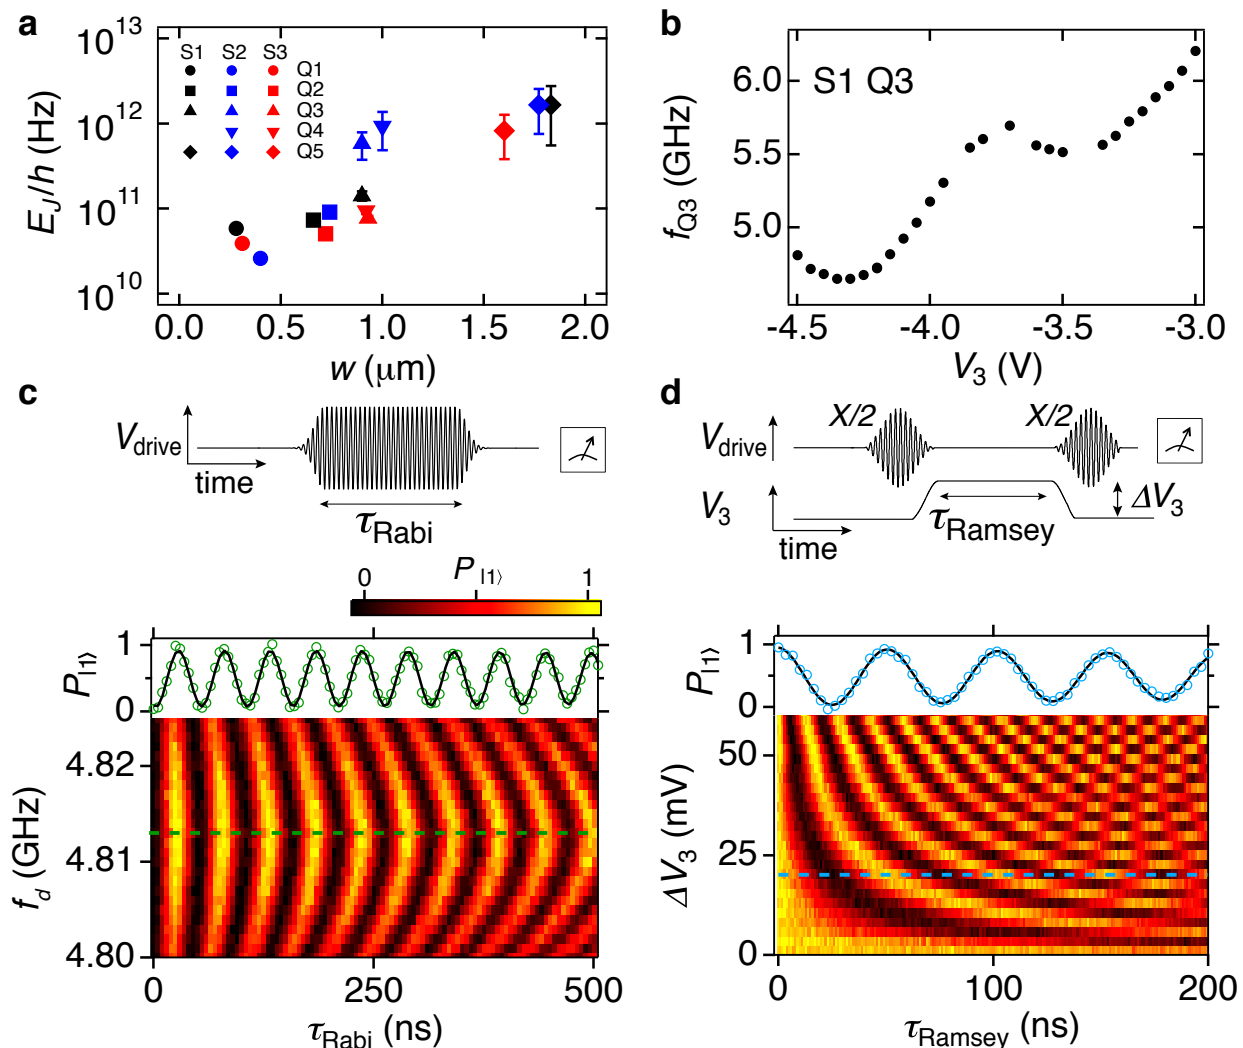 a
E_J/h (Hz)
10^13
10^12
10^11
10^10
S1 S2 S3
Q1
Q2
Q3
Q4
Q5
0.0 0.5 1.0 1.5 2.0
w (μm)
b
S1 Q3
f_Q3 (GHz)
6.0
5.5
5.0
-4.5 -4.0 -3.5 -3.0
V_3 (V)
c
V_drive
time
τ_Rabi
0 P_|1⟩ 1
P_|1⟩
1
0
f_d (GHz)
4.82
4.81
4.80
0 250 500
τ_Rabi (ns)
d
X/2 X/2
V_drive
V_3
ΔV_3
τ_Ramsey
time
P_|1⟩
1
0
ΔV_3 (mV)
50
25
0
0 100 200
τ_Ramsey (ns)